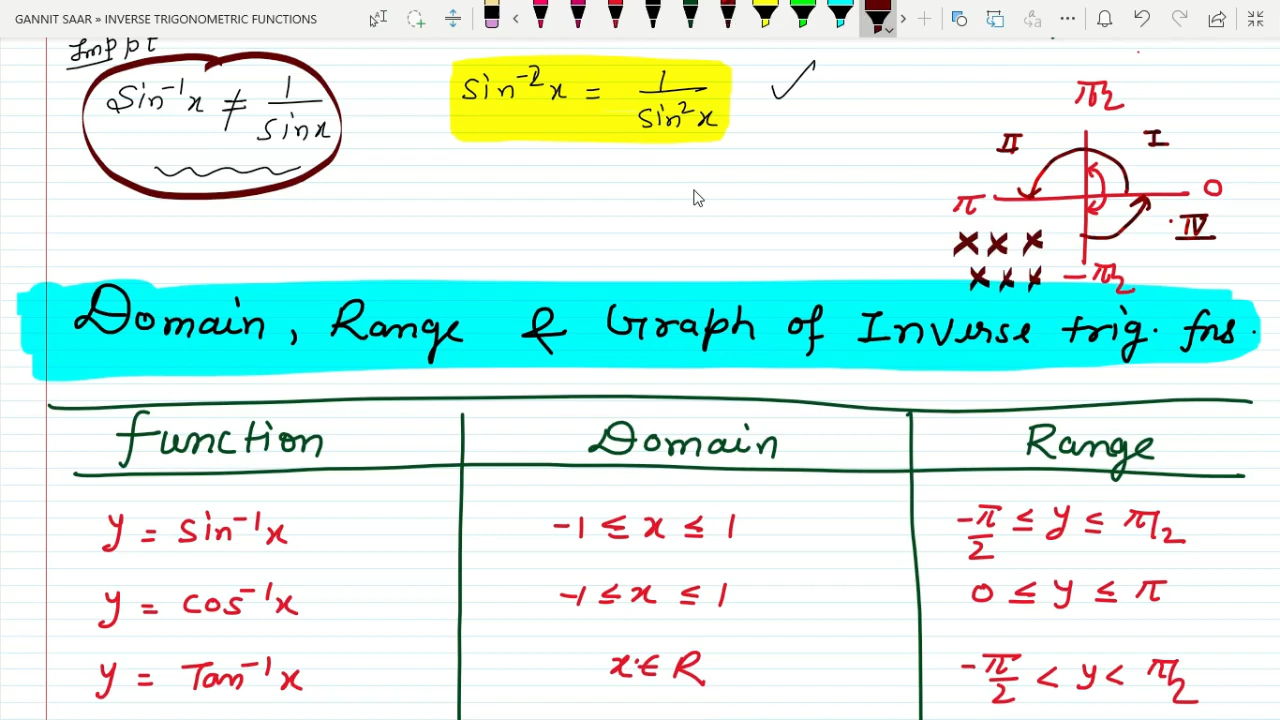 GANNIT SAAR » INVERSE TRIGONOMETRIC FUNCTIONS
Imppt
Sin⁻¹x ≠ 1/sinx
sin⁻²x = 1/sin²x ✓
π/2
II I
π 0
IV
x x x
x x x
-π/2
Domain, Range & Graph of Inverse trig. fns.
function Domain Range
y = sin⁻¹x -1 ≤ x ≤ 1 -π/2 ≤ y ≤ π/2
y = cos⁻¹x -1 ≤ x ≤ 1 0 ≤ y ≤ π
y = Tan⁻¹x x ∈ R -π/2 < y < π/2